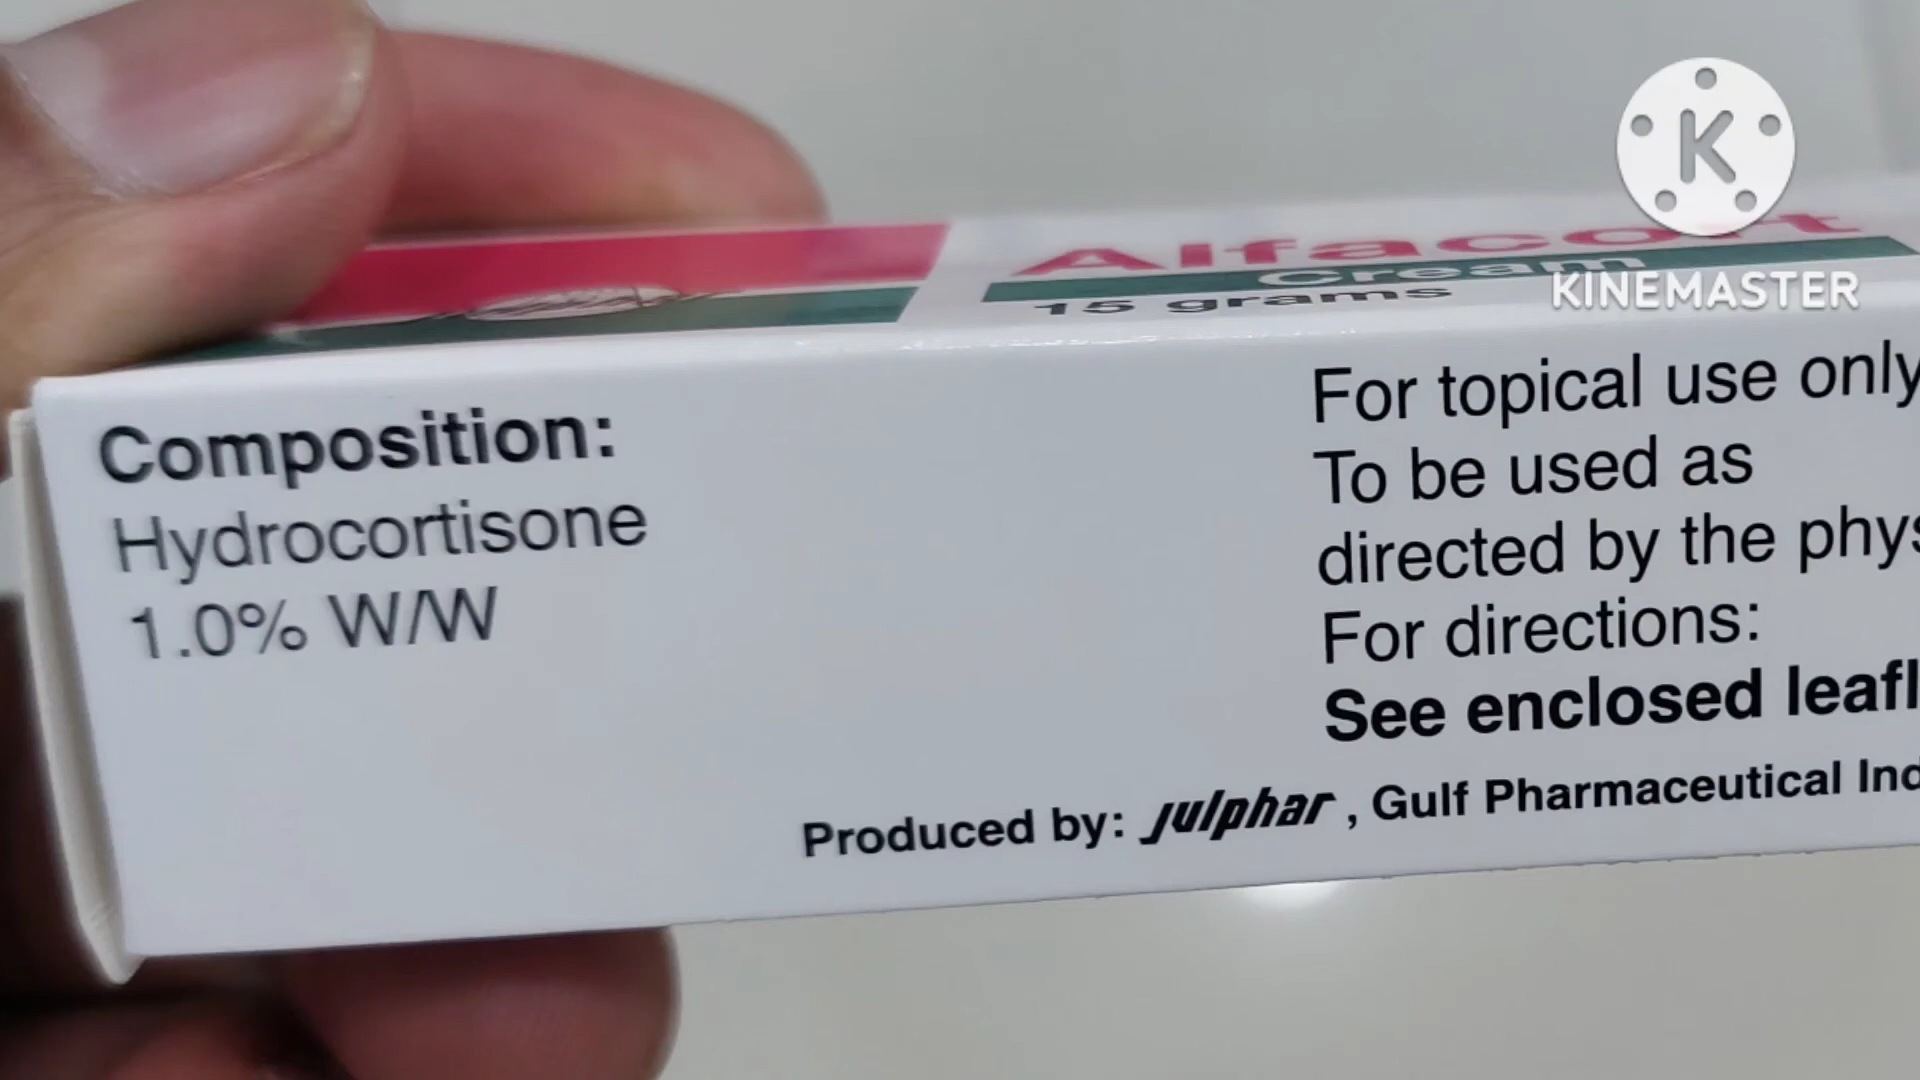 K
KINEMASTER
Alfacort
Cream
15 grams
Composition:
Hydrocortisone
1.0% W/W
For topical use only
To be used as
directed by the phys
For directions:
See enclosed leafl
Produced by: julphar , Gulf Pharmaceutical Ind